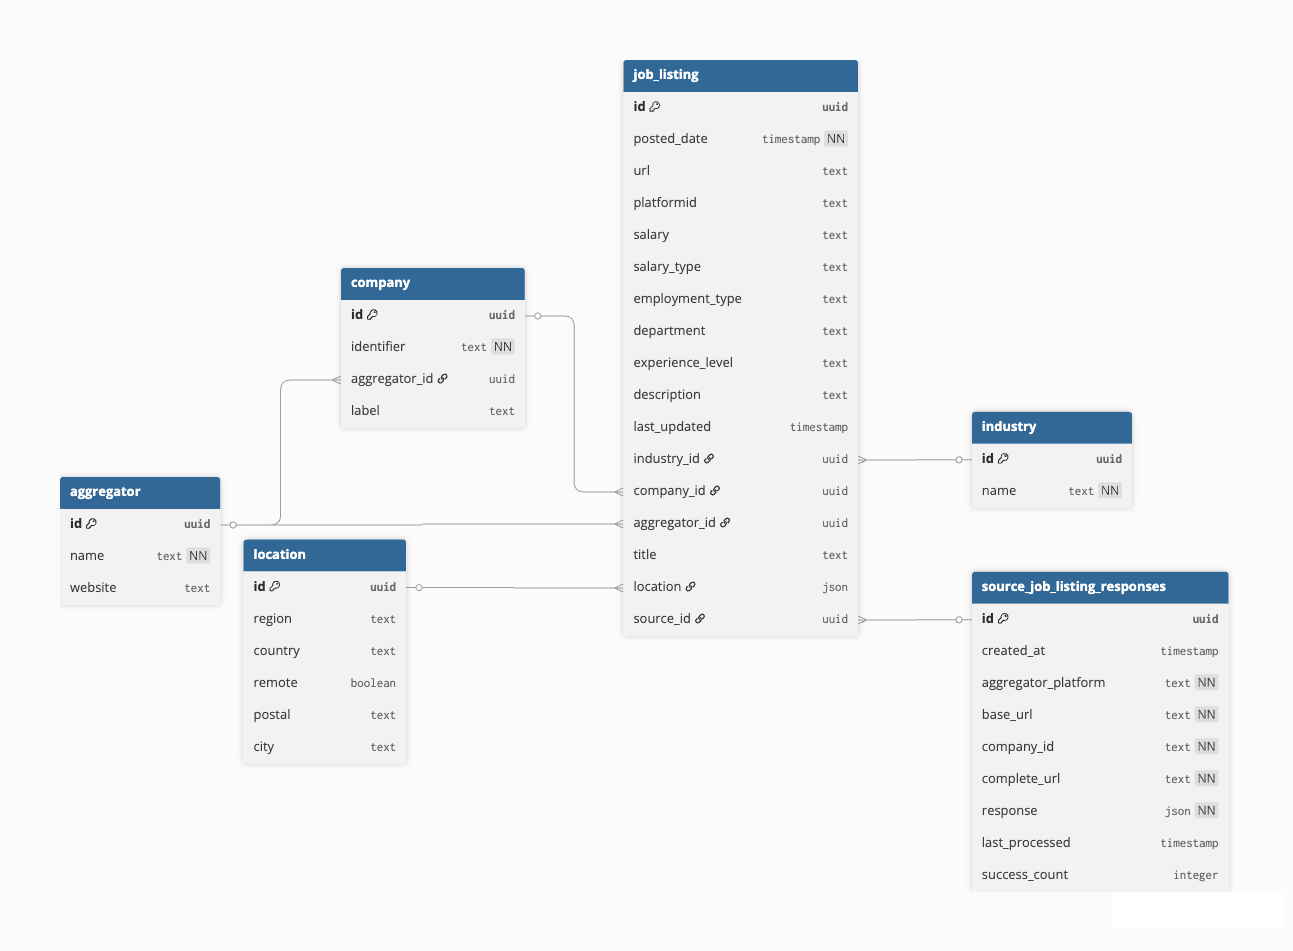 job_listing
id uuid
posted_date timestamp NN
url text
platformid text
salary text
salary_type text
employment_type text
department text
experience_level text
description text
last_updated timestamp
industry_id uuid
company_id uuid
aggregator_id uuid
title text
location json
source_id uuid
company
id uuid
identifier text NN
aggregator_id uuid
label text
aggregator
id uuid
name text NN
website text
location
id uuid
region text
country text
remote boolean
postal text
city text
industry
id uuid
name text NN
source_job_listing_responses
id uuid
created_at timestamp
aggregator_platform text NN
base_url text NN
company_id text NN
complete_url text NN
response json NN
last_processed timestamp
success_count integer